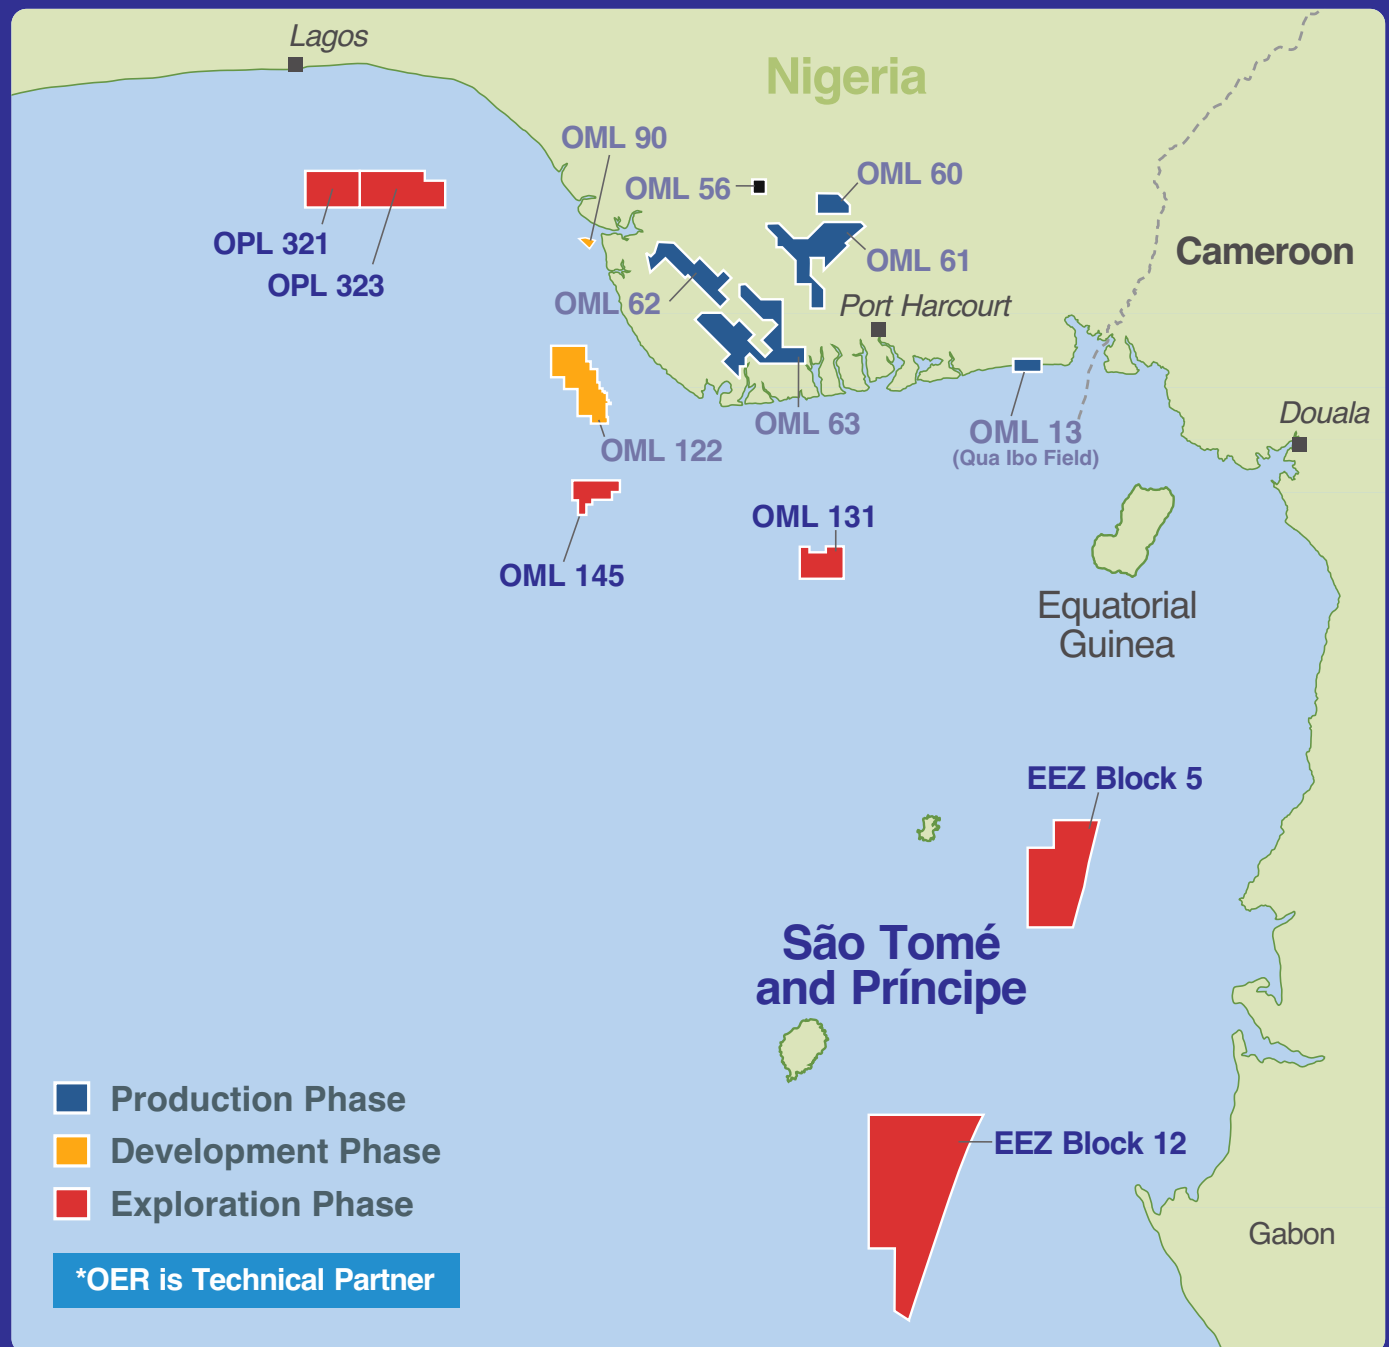 Lagos
Nigeria
OML 90
OML 56
OML 60
OPL 321
OPL 323
OML 61
Cameroon
OML 62
Port Harcourt
OML 63
OML 13
(Qua Ibo Field)
Douala
OML 122
OML 131
OML 145
Equatorial
Guinea
EEZ Block 5
São Tomé
and Príncipe
Production Phase
Development Phase
Exploration Phase
EEZ Block 12
Gabon
*OER is Technical Partner